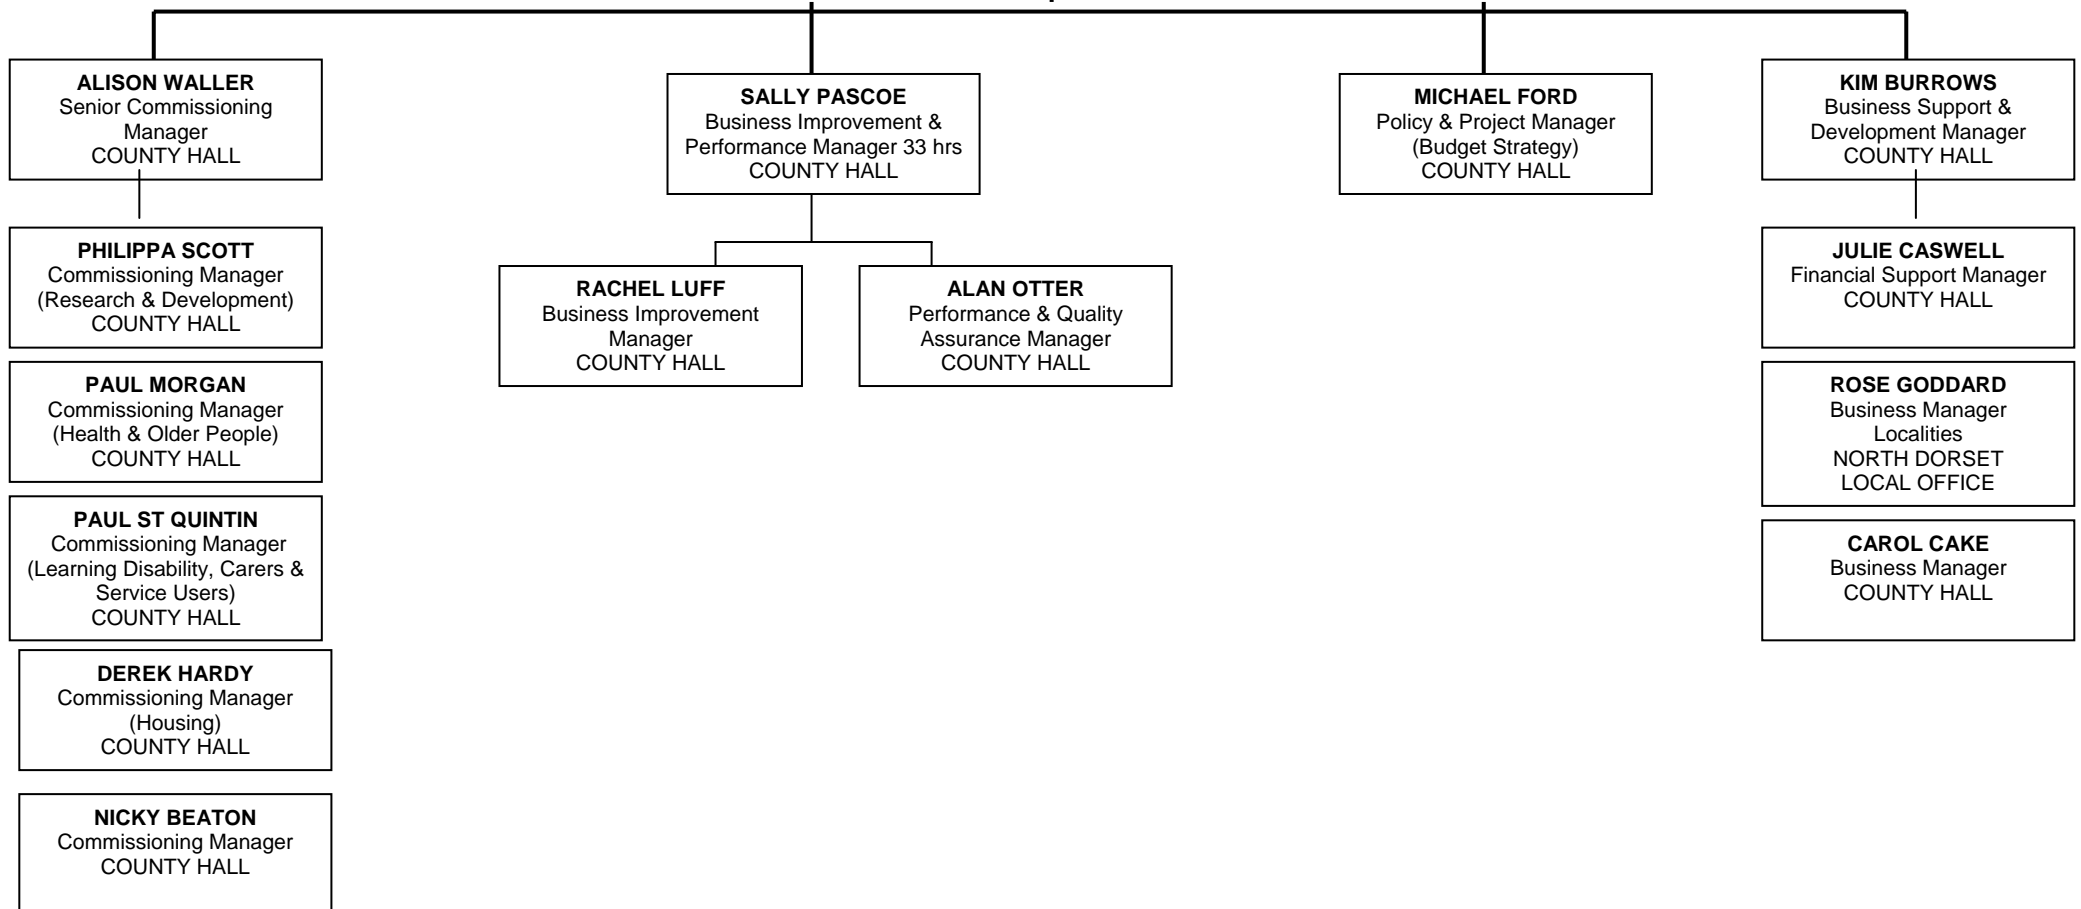 ALISON WALLER
Senior Commissioning
Manager
COUNTY HALL
PHILIPPA SCOTT
Commissioning Manager
(Research & Development)
COUNTY HALL
PAUL MORGAN
Commissioning Manager
(Health & Older People)
COUNTY HALL
PAUL ST QUINTIN
Commissioning Manager
(Learning Disability, Carers &
Service Users)
COUNTY HALL
DEREK HARDY
Commissioning Manager
(Housing)
COUNTY HALL
NICKY BEATON
Commissioning Manager
COUNTY HALL
SALLY PASCOE
Business Improvement &
Performance Manager 33 hrs
COUNTY HALL
RACHEL LUFF
Business Improvement
Manager
COUNTY HALL
ALAN OTTER
Performance & Quality
Assurance Manager
COUNTY HALL
MICHAEL FORD
Policy & Project Manager
(Budget Strategy)
COUNTY HALL
KIM BURROWS
Business Support &
Development Manager
COUNTY HALL
JULIE CASWELL
Financial Support Manager
COUNTY HALL
ROSE GODDARD
Business Manager
Localities
NORTH DORSET
LOCAL OFFICE
CAROL CAKE
Business Manager
COUNTY HALL